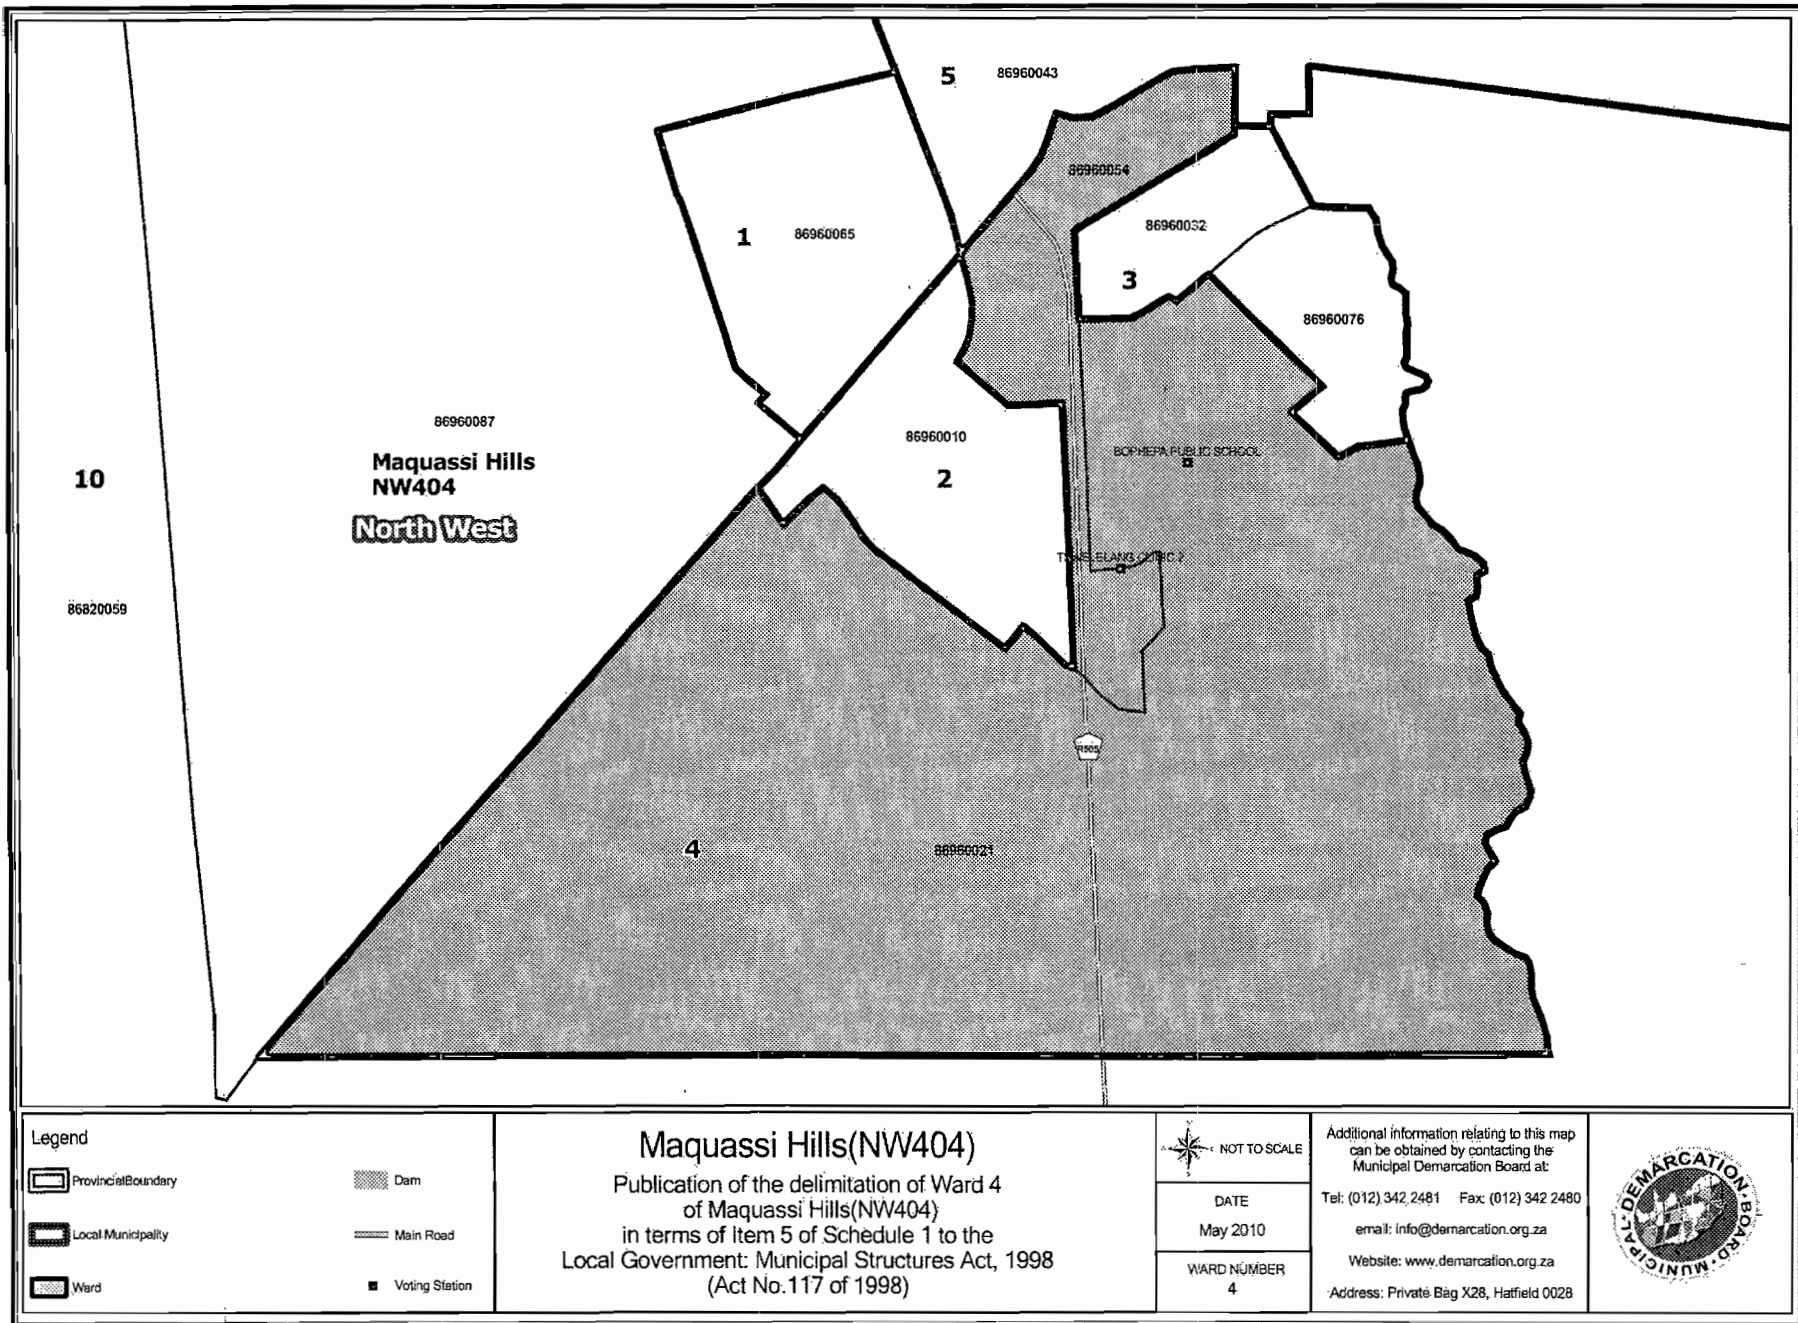 5 86960043
86960054
1 86960065
86960032
3
86960076
86960087
86960010
Maquassi Hills
NW404
10
2
BOPHEPA PUBLIC SCHOOL
North West
86820059
R505
4
86960021
Legend
ProvincialBoundary
Dam
Local Municipality
Main Road
Ward
Voting Station
Maquassi Hills(NW404)
Publication of the delimitation of Ward 4
of Maquassi Hills(NW404)
in terms of Item 5 of Schedule 1 to the
Local Government: Municipal Structures Act, 1998
(Act No.117 of 1998)
NOT TO SCALE
DATE
May 2010
WARD NUMBER
4
Additional information relating to this map
can be obtained by contacting the
Municipal Demarcation Board at:
Tel: (012) 342 2481 Fax: (012) 342 2480
email: info@demarcation.org.za
Website: www.demarcation.org.za
Address: Private Bag X28, Hatfield 0028
MUNICIPAL DEMARCATION BOARD